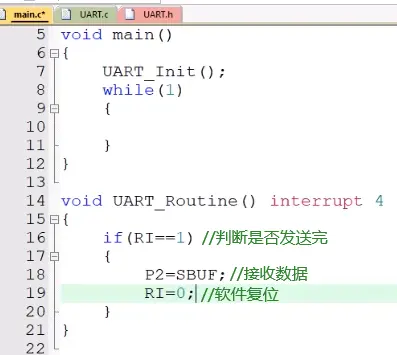 main.c* UART.c UART.h
5 void main()
6 {
7 UART_Init();
8 while(1)
9 {
10
11 }
12 }
13
14 void UART_Routine() interrupt 4
15 {
16 if(RI==1) //判断是否发送完
17 {
18 P2=SBUF; //接收数据
19 RI=0; //软件复位
20 }
21 }
22